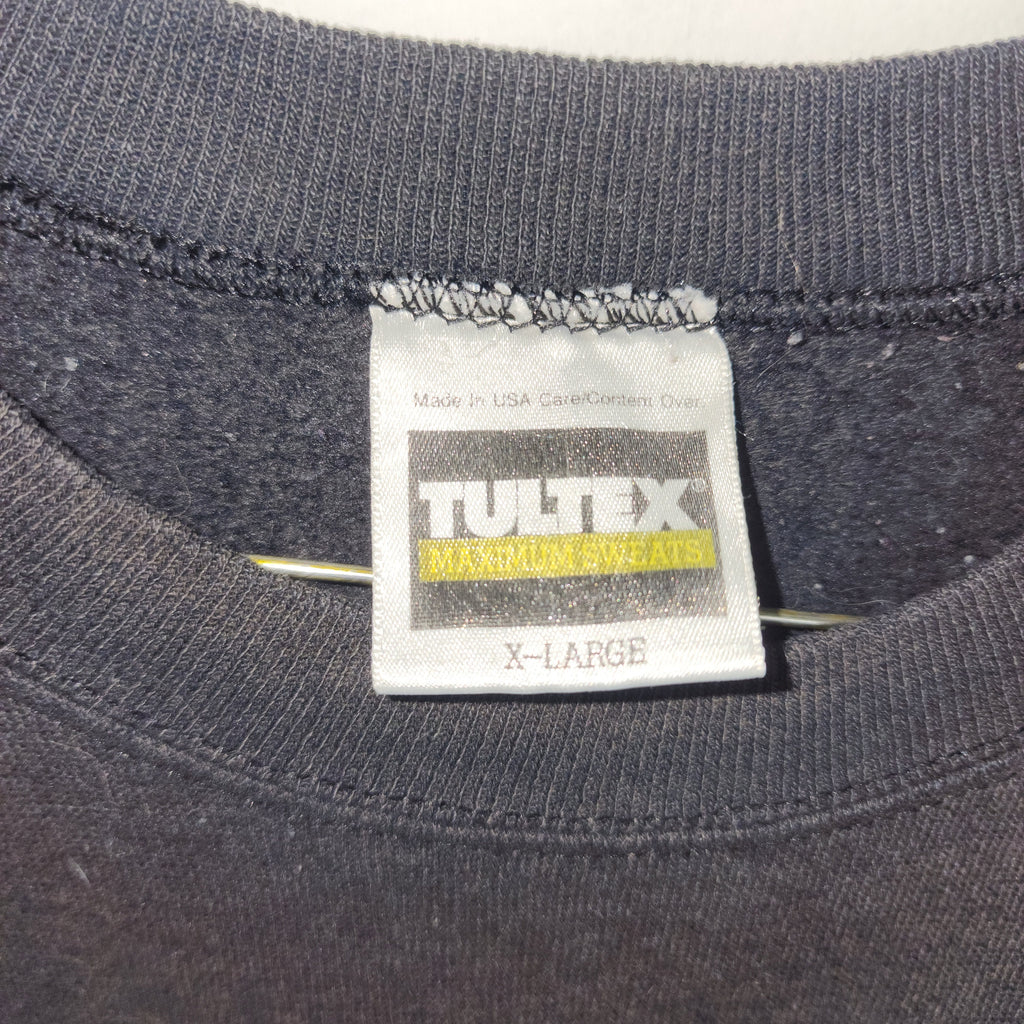 Made In USA Care/Content Over.
TULTEX®
MAXIMUM SWEATS
X-LARGE